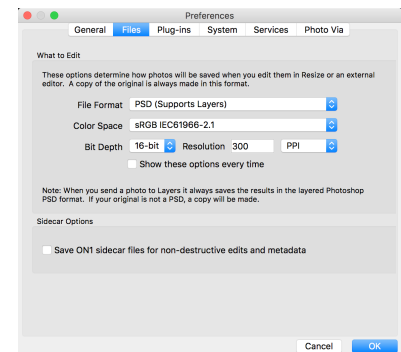 Preferences
General Files Plug-ins System Services Photo Via
What to Edit
These options determine how photos will be saved when you edit them in Resize or an external
editor. A copy of the original is always made in this format.
File Format PSD (Supports Layers)
Color Space sRGB IEC61966-2.1
Bit Depth 16-bit Resolution 300 PPI
Show these options every time
Note: When you send a photo to Layers it always saves the results in the layered Photoshop
PSD format. If your original is not a PSD, a copy will be made.
Sidecar Options
Save ON1 sidecar files for non-destructive edits and metadata
Cancel OK